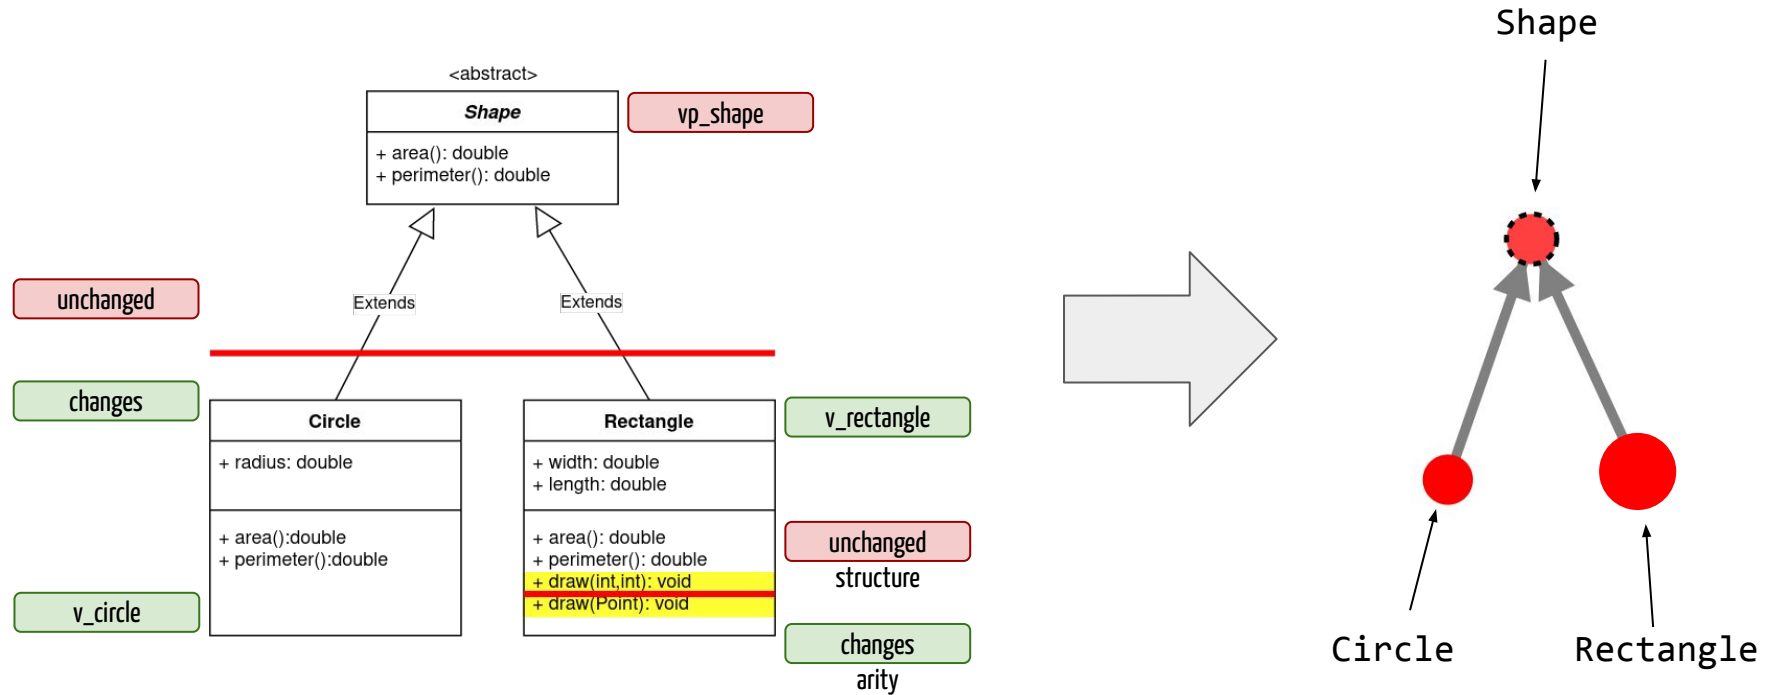 Shape
<abstract>
Shape
vp_shape
+ area(): double
+ perimeter(): double
unchanged
Extends
Extends
changes
Circle
Rectangle
v_rectangle
+ radius: double
+ width: double
+ length: double
+ area():double
+ perimeter():double
+ area(): double
+ perimeter(): double
+ draw(int,int): void
+ draw(Point): void
unchanged
structure
v_circle
changes
arity
Circle
Rectangle